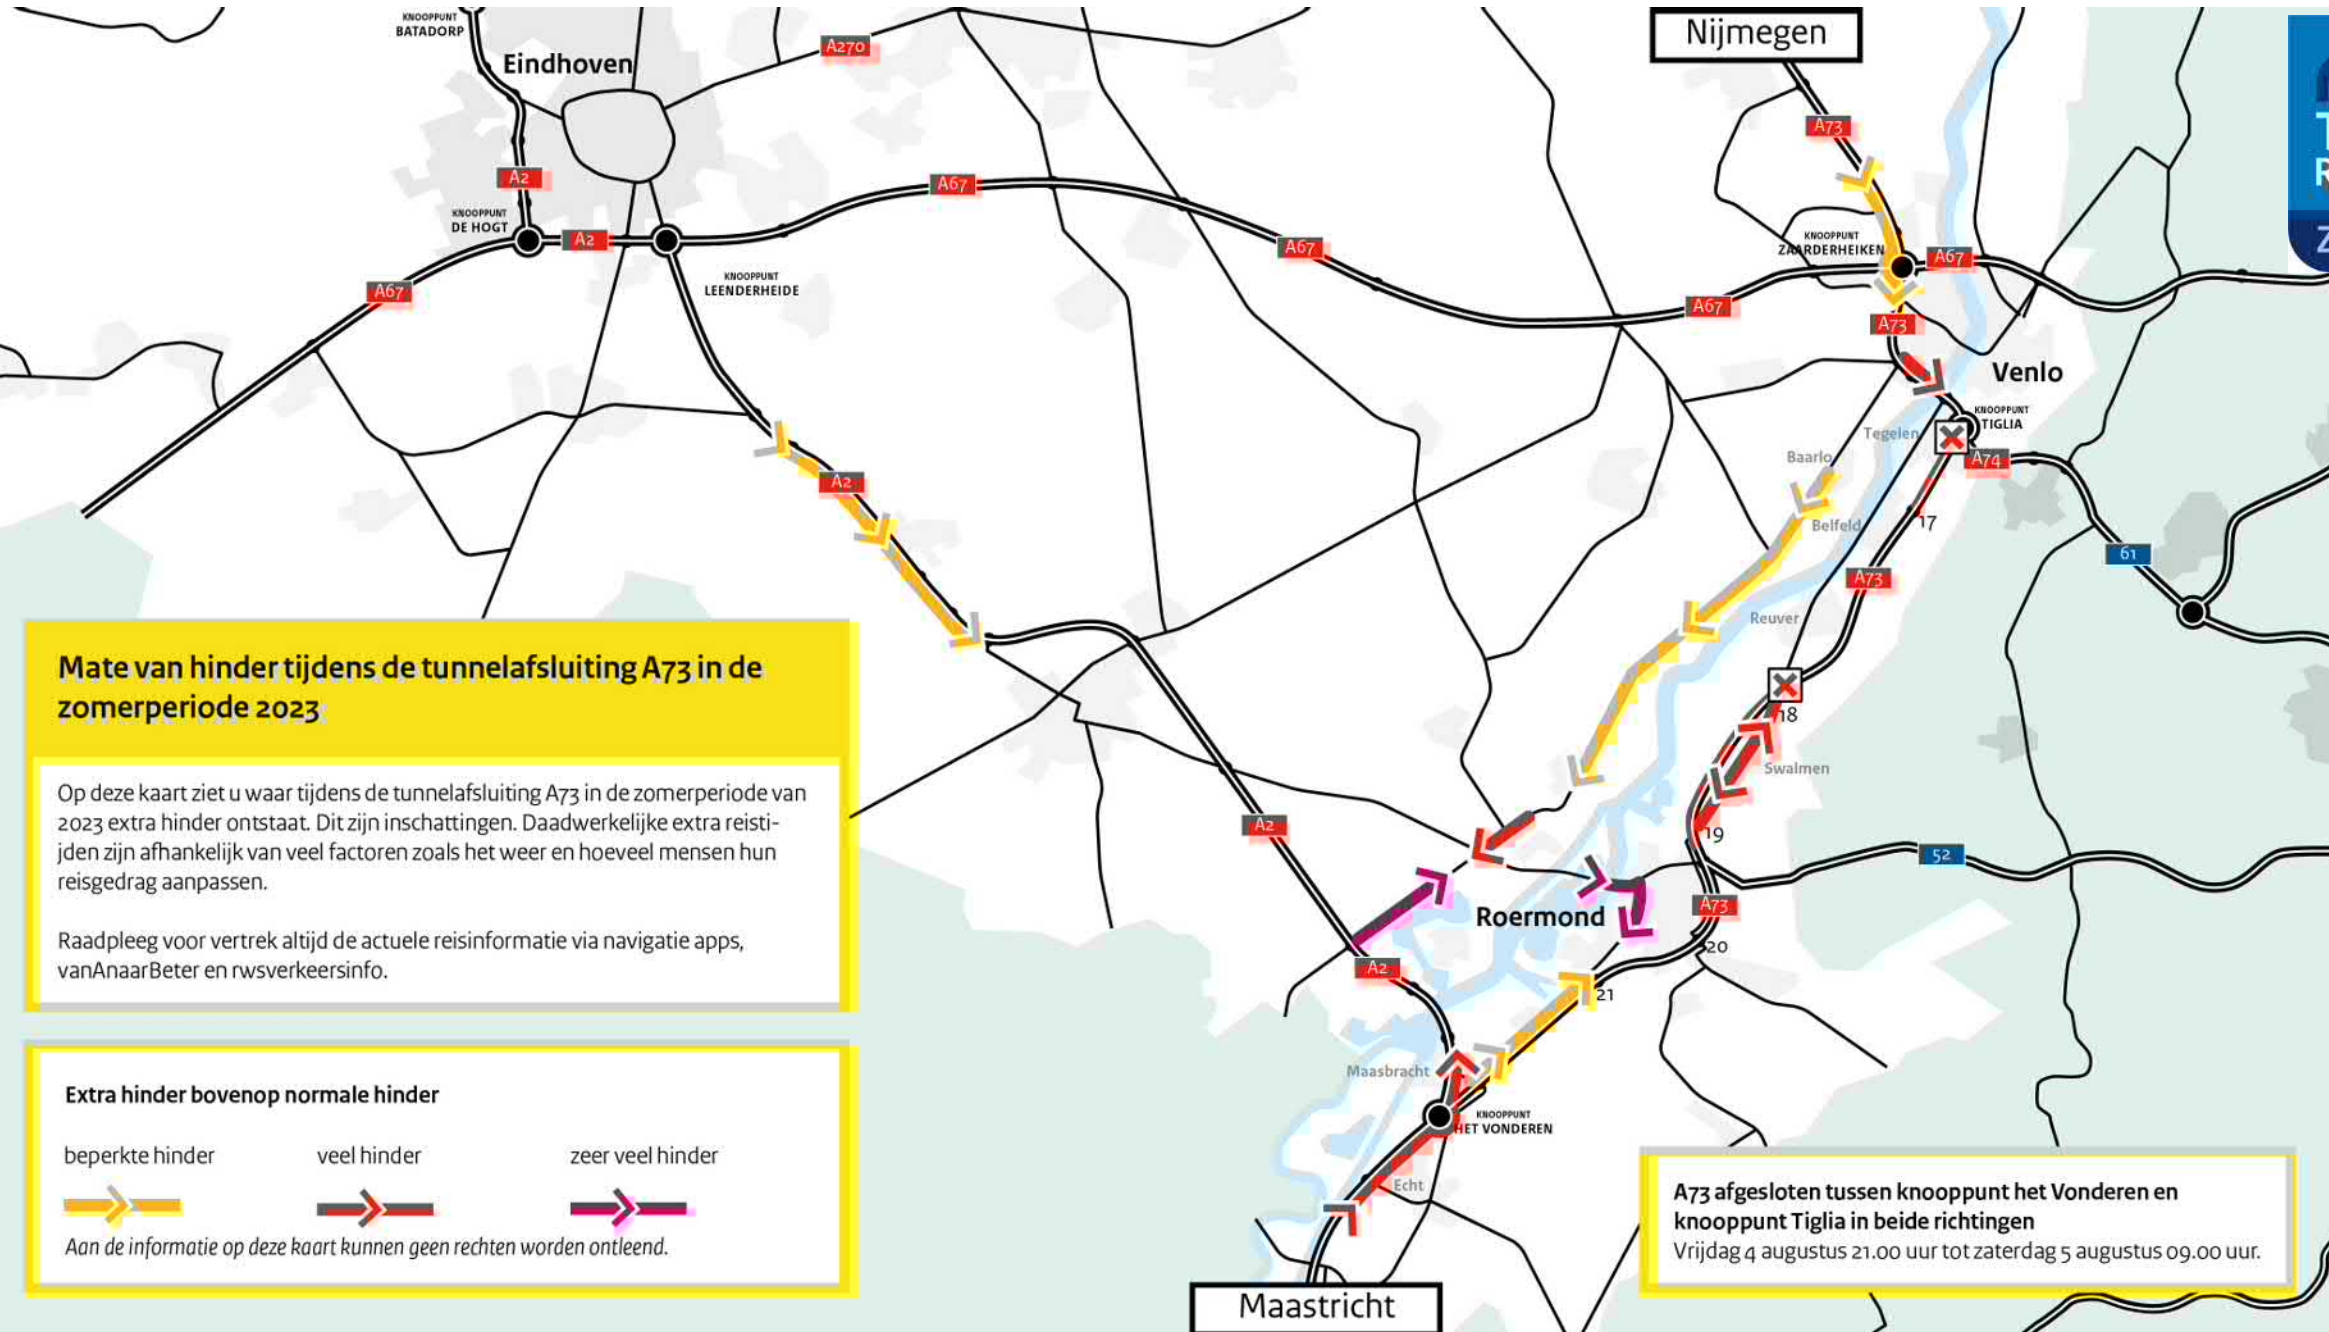 KNOOPPUNT
BATADORP
Eindhoven
A270
Nijmegen
A73
T
R
Z
A2
KNOOPPUNT
DE HOGT
A2
A67
A67
A67
KNOOPPUNT
LEENDERHEIDE
A67
KNOOPPUNT
ZAARDERHEIKEN
A67
A67
A73
Venlo
KNOOPPUNT
TIGLIA
Tegelen
A74
Baarlo
17
Belfeld
61
A73
Reuver
A2
18
Swalmen
19
A2
52
Roermond
A73
20
A2
21
Maasbracht
KNOOPPUNT
HET VONDEREN
Echt
Maastricht
Mate van hinder tijdens de tunnelafsluiting A73 in de
zomerperiode 2023
Op deze kaart ziet u waar tijdens de tunnelafsluiting A73 in de zomerperiode van
2023 extra hinder ontstaat. Dit zijn inschattingen. Daadwerkelijke extra reisti-
jden zijn afhankelijk van veel factoren zoals het weer en hoeveel mensen hun
reisgedrag aanpassen.
Raadpleeg voor vertrek altijd de actuele reisinformatie via navigatie apps,
vanAnaarBeter en rwsverkeersinfo.
Extra hinder bovenop normale hinder
beperkte hinder veel hinder zeer veel hinder
Aan de informatie op deze kaart kunnen geen rechten worden ontleend.
A73 afgesloten tussen knooppunt het Vonderen en
knooppunt Tiglia in beide richtingen
Vrijdag 4 augustus 21.00 uur tot zaterdag 5 augustus 09.00 uur.